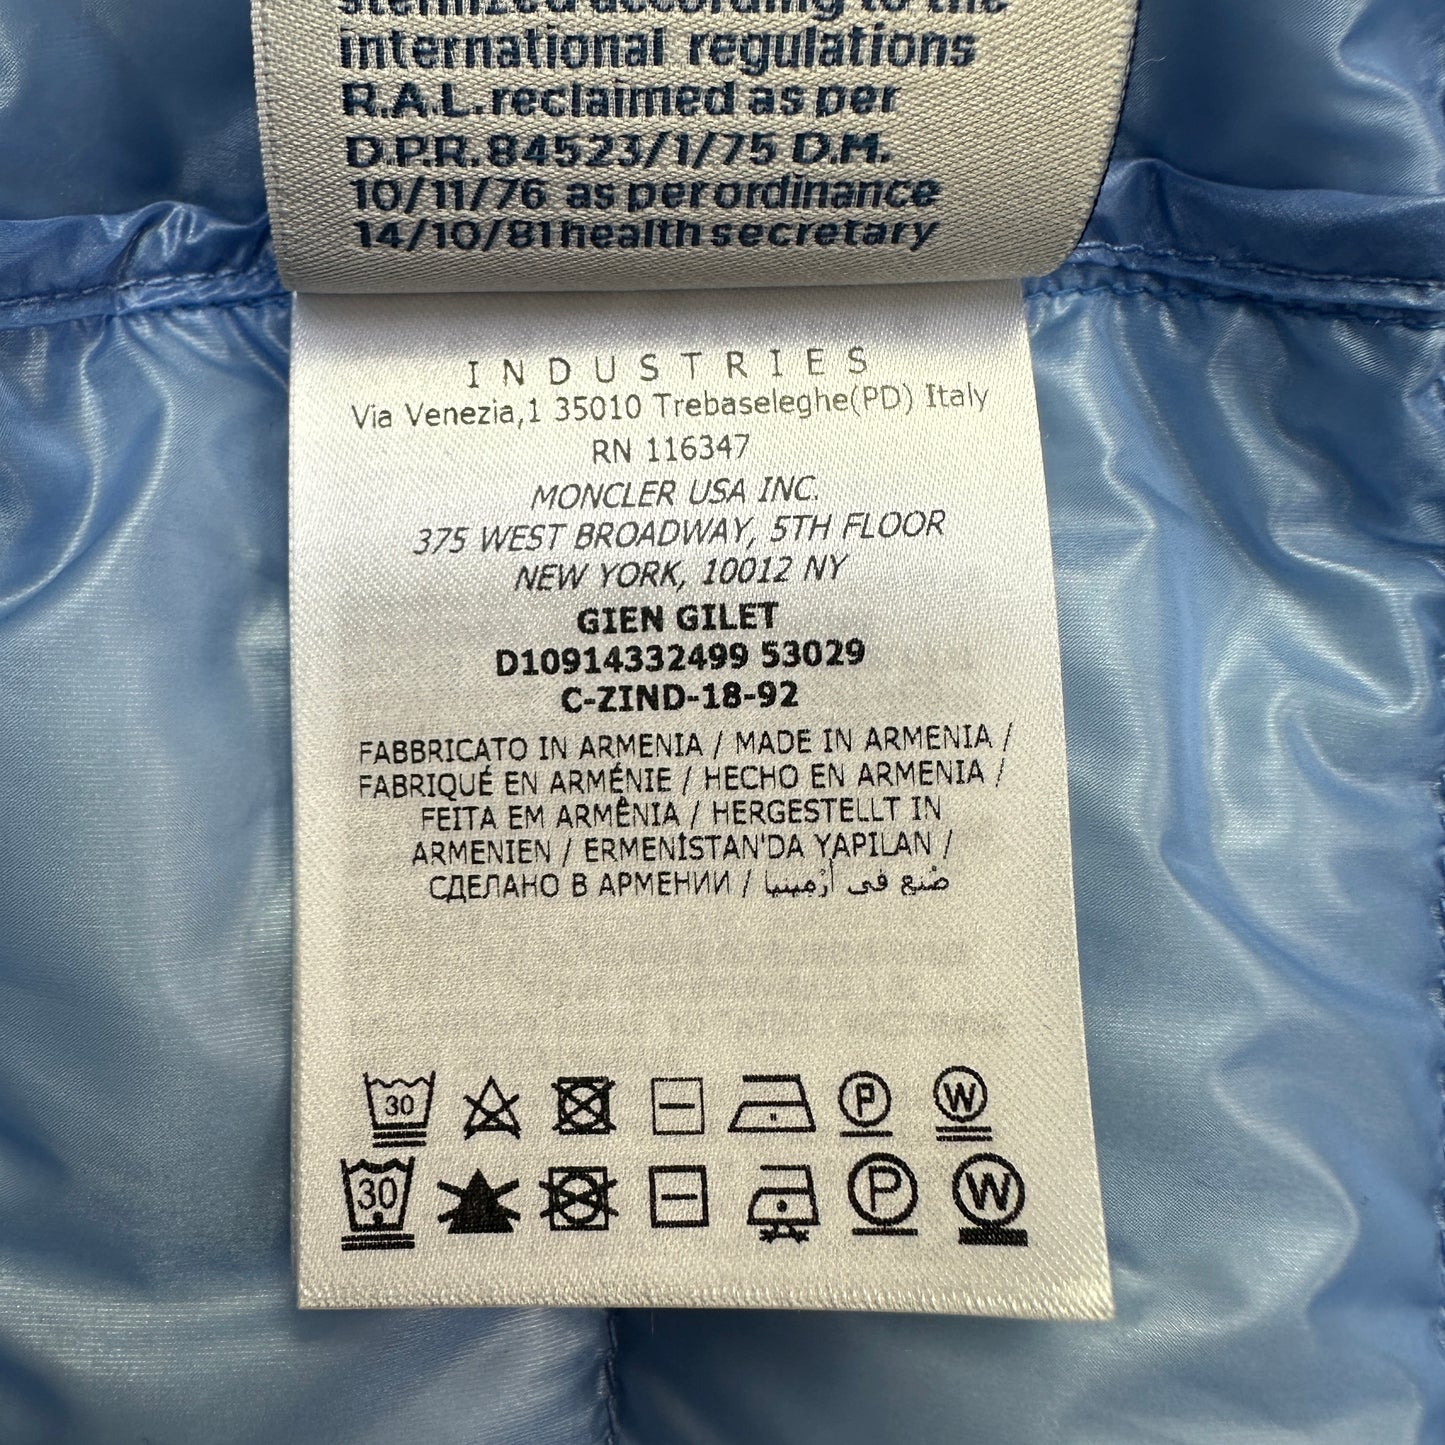 sterilized according to the
international regulations
R.A.L. reclaimed as per
D.P.R. 84523/1/75 D.M.
10/11/76 as per ordinance
14/10/81 health secretary
INDUSTRIES
Via Venezia,1 35010 Trebaseleghe(PD) Italy
RN 116347
MONCLER USA INC.
375 WEST BROADWAY, 5TH FLOOR
NEW YORK, 10012 NY
GIEN GILET
D10914332499 53029
C-ZIND-18-92
FABBRICATO IN ARMENIA / MADE IN ARMENIA /
FABRIQUÉ EN ARMÉNIE / HECHO EN ARMENIA /
FEITA EM ARMÊNIA / HERGESTELLT IN
ARMENIEN / ERMENİSTAN'DA YAPILAN /
СДЕЛАНО В АРМЕНИИ / صْنع في أرْمينيا
30 P W
30 P W